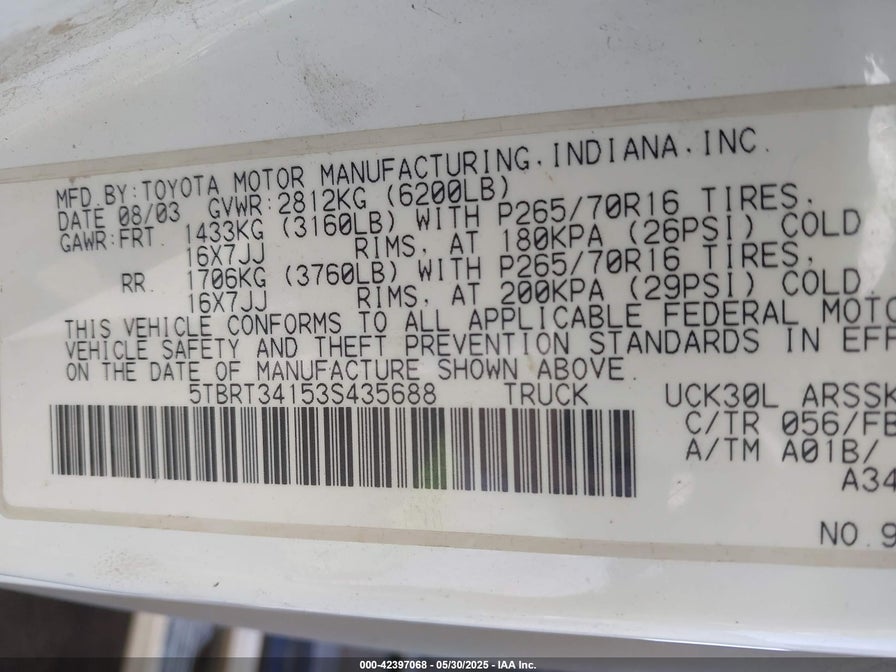 MFD.BY:TOYOTA MOTOR MANUFACTURING.INDIANA.INC.
DATE 08/03 GVWR:2812KG (6200LB)
GAWR:FRT. 1433KG (3160LB) WITH P265/70R16 TIRES.
16X7JJ RIMS, AT 180KPA (26PSI) COLD
RR. 1706KG (3760LB) WITH P265/70R16 TIRES.
16X7JJ RIMS, AT 200KPA (29PSI) COLD
THIS VEHICLE CONFORMS TO ALL APPLICABLE FEDERAL MOTO
VEHICLE SAFETY AND THEFT PREVENTION STANDARDS IN EFF
ON THE DATE OF MANUFACTURE SHOWN ABOVE.
5TBRT34153S435688 TRUCK UCK30L ARSSK
C/TR 056/FB
A/TM A01B/
A34
NO.9
000-42397068 - 05/30/2025 - IAA Inc.